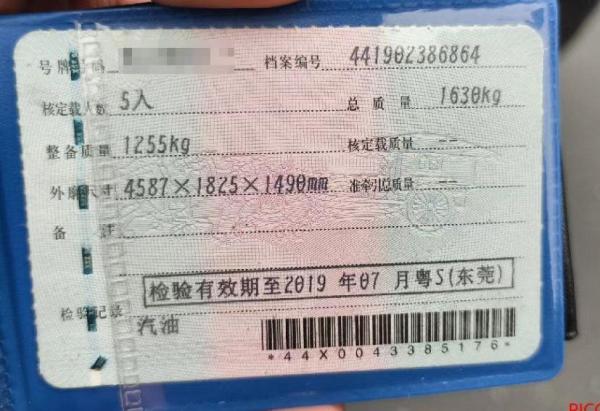 号牌号码 档案编号 441902386864
核定载人数 5人 总质量 1630kg
整备质量 1255kg 核定载质量 --
外廓尺寸 4587×1825×1490mm 准牵引总质量 --
备注
检验有效期至2019年07月粤S(东莞)
检验记录
汽油
*44X0043385176*